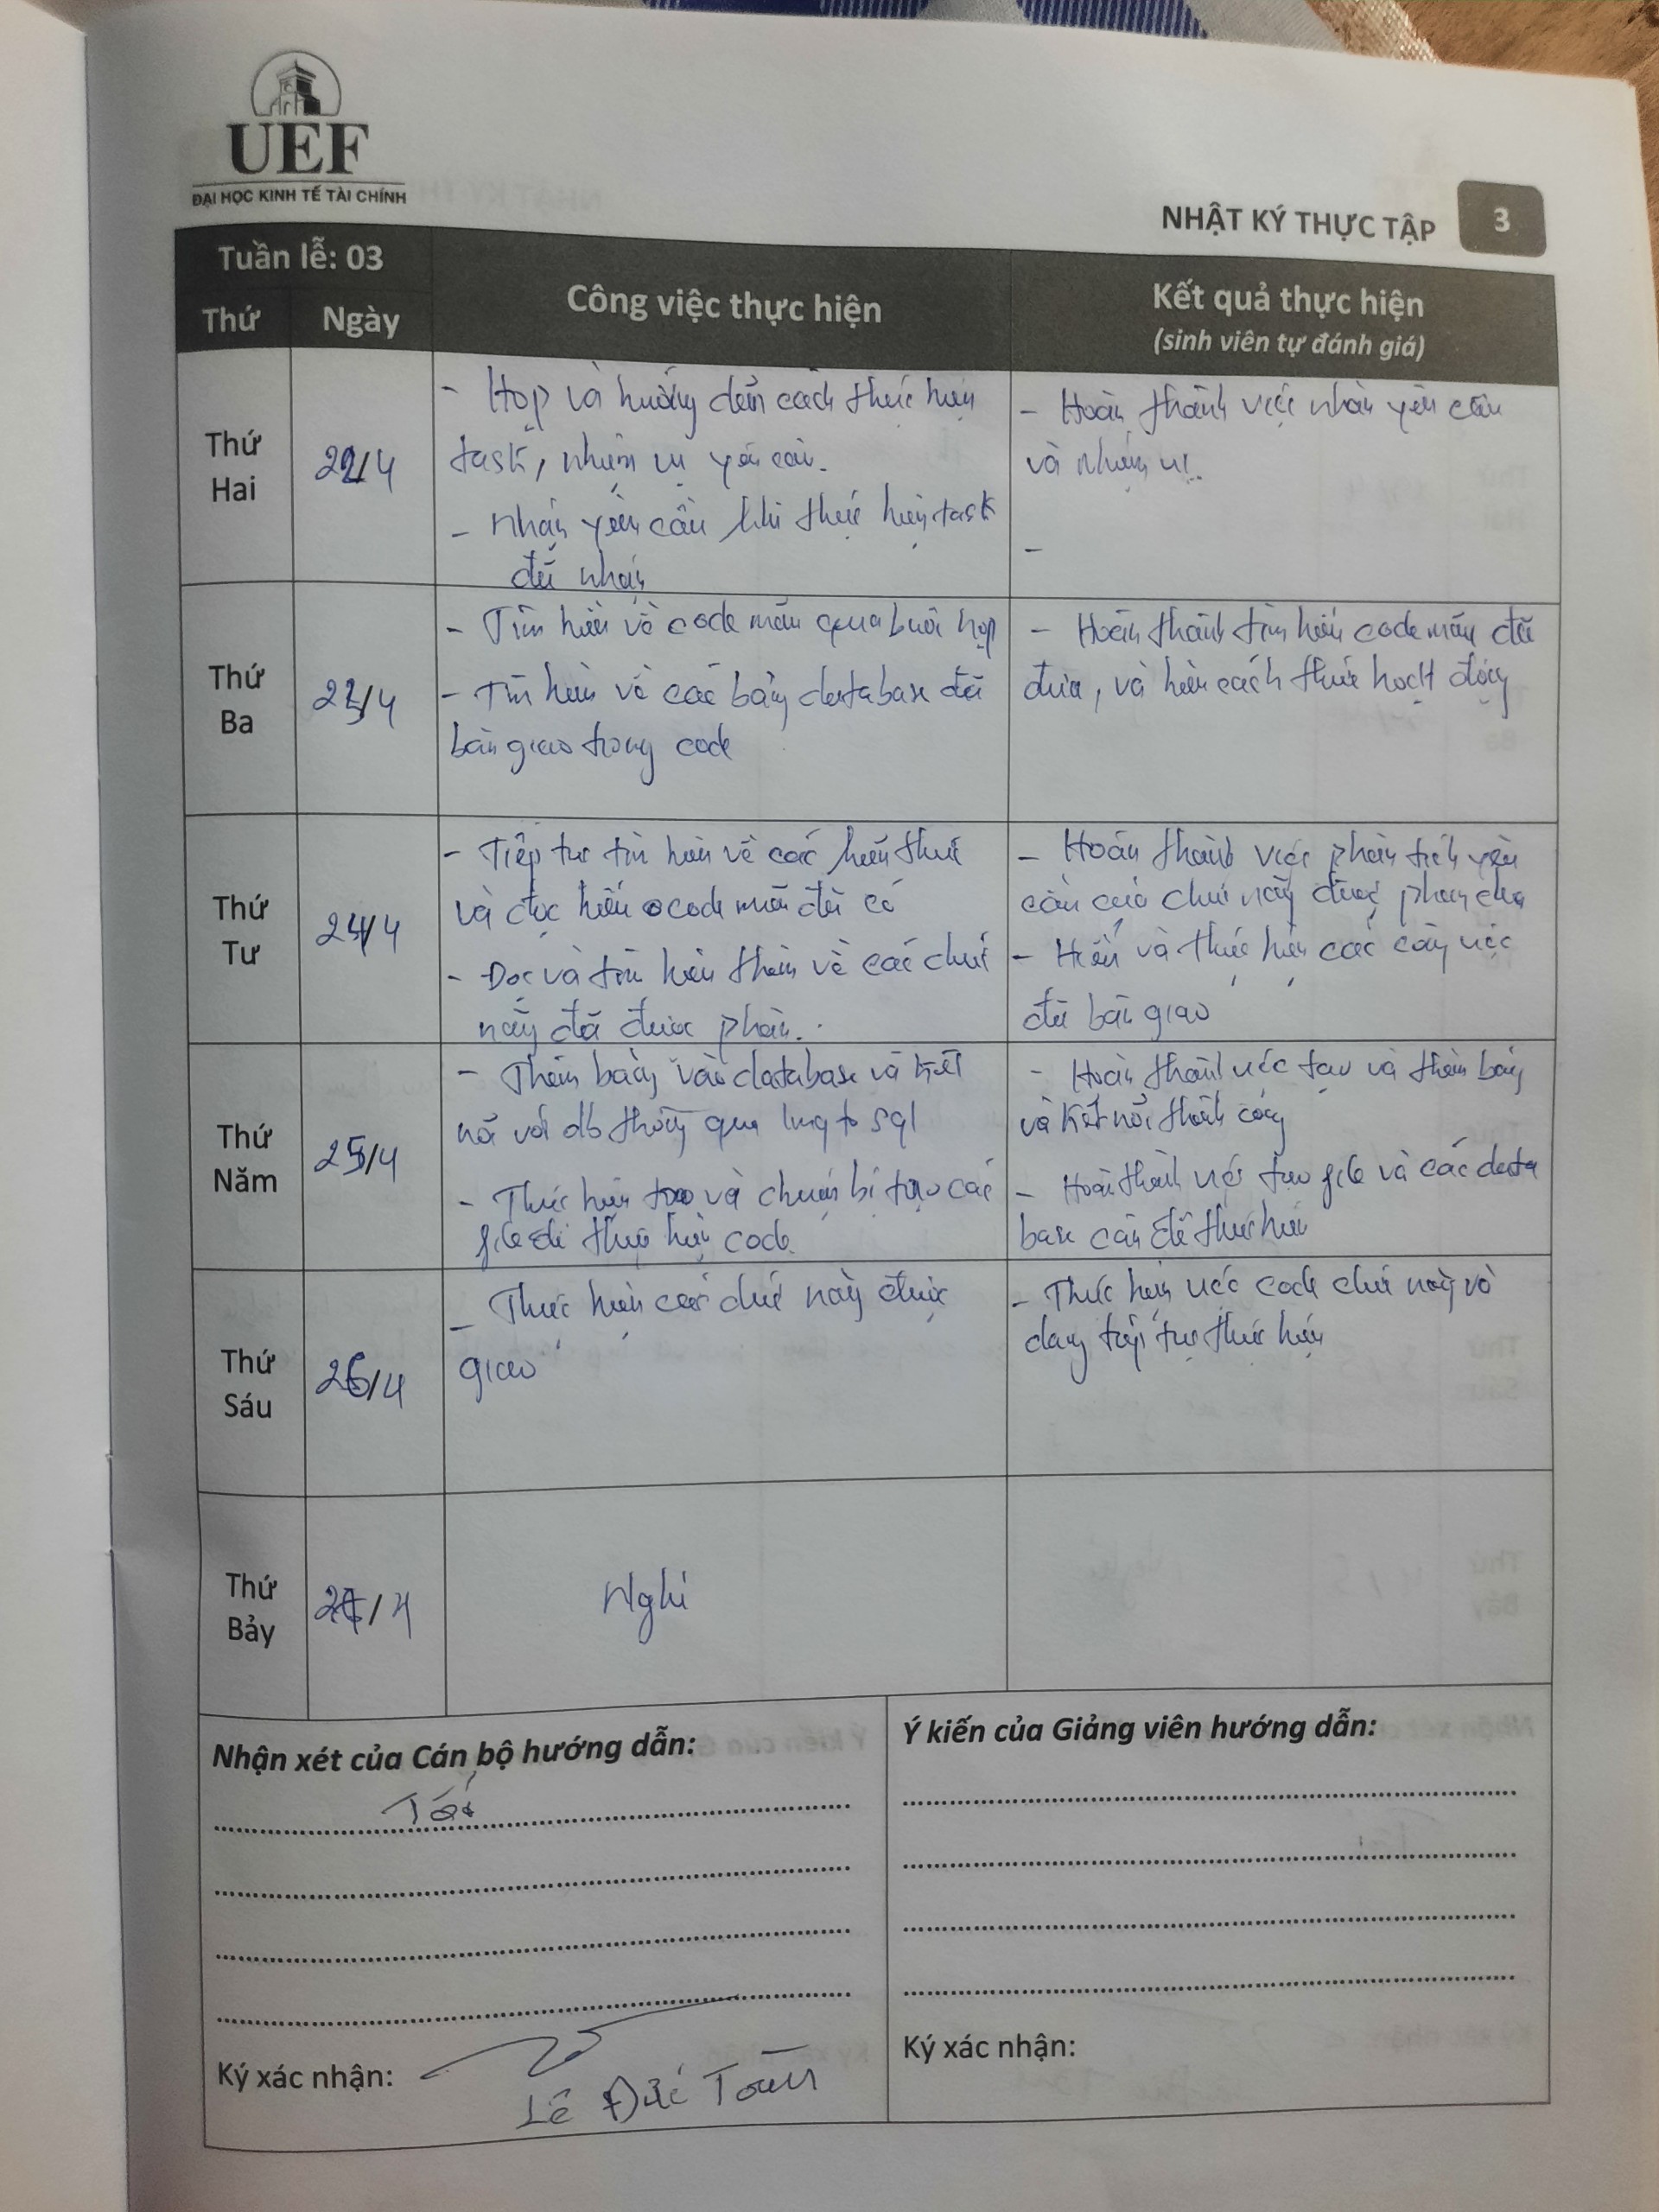 UEF
ĐẠI HỌC KINH TẾ TÀI CHÍNH
NHẬT KÝ THỰC TẬP 3
Tuần lễ: 03
Thứ Ngày
Công việc thực hiện
Kết quả thực hiện
(sinh viên tự đánh giá)
Thứ Hai
22/4
- Họp và hướng dẫn cách thức hiện
task, nhiệm vụ yêu cầu.
- Nhận yêu cầu khi thực hiện task
đã nhận
- Hoàn thành việc nhận yêu cầu
và nhiệm vụ.
-
Thứ Ba
23/4
- Tìm hiểu về code mẫu qua buổi họp
- Tìm hiểu về các bảng database đã
bàn giao trong code
- Hoàn thành tìm hiểu code mẫu đã
đưa, và hiểu cách thức hoạt động
Thứ Tư
24/4
- Tiếp tục tìm hiểu về các kiến thức
và đọc hiểu code mẫu đã có
- Đọc và tìm hiểu thêm về các chức
năng đã được phân.
- Hoàn thành việc phân tích yêu
cầu của chức năng được phân chia
- Hiểu và thực hiện các công việc
đã bàn giao
Thứ Năm
25/4
- Thêm bảng vào database và kết
nối với db thông qua linq to sql
- Thực hiện tạo và chuẩn bị tạo các
file để thực hiện code.
- Hoàn thành việc tạo và thêm bảng
và kết nối thành công
- Hoàn thành việc tạo file và các data
base cần để thực hiện
Thứ Sáu
26/4
- Thực hiện các chức năng được
giao
- Thực hiện việc code chức năng và
đang tiếp tục thực hiện
Thứ Bảy
27/4
Nghỉ
Nhận xét của Cán bộ hướng dẫn:
Tốt
Ký xác nhận:
Lê Đức Toàn
Ý kiến của Giảng viên hướng dẫn:
Ký xác nhận: